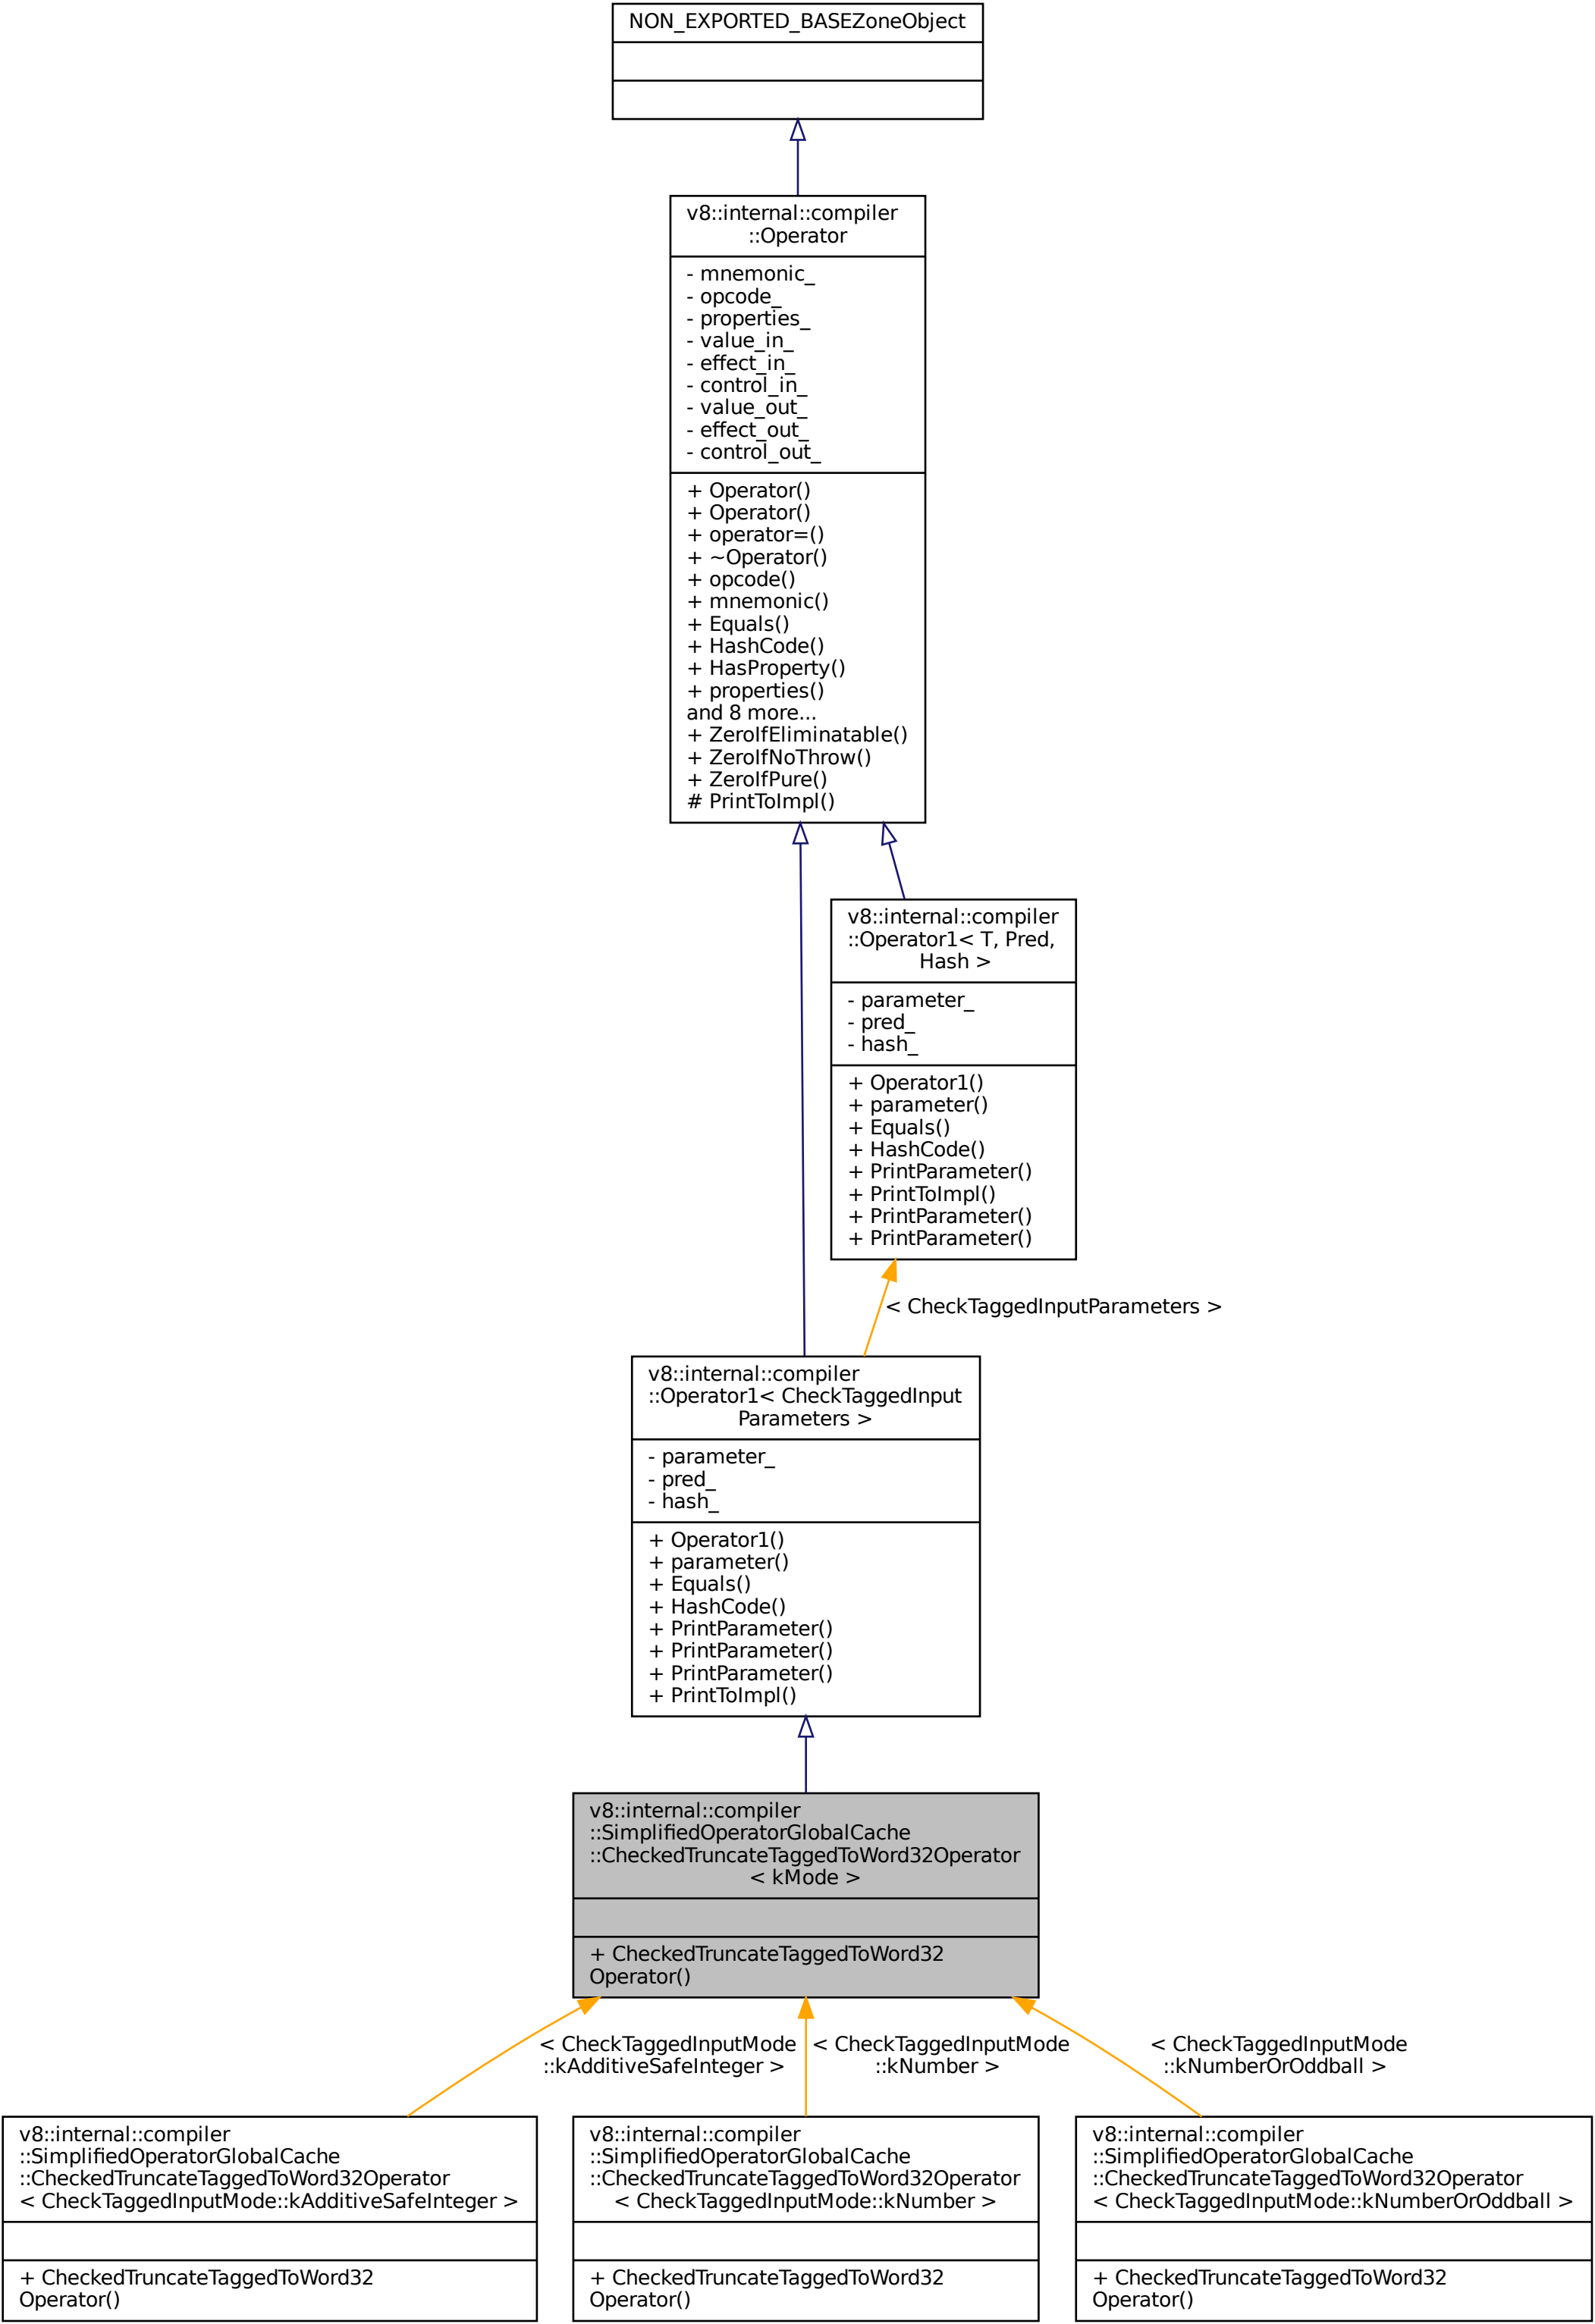 NON_EXPORTED_BASEZoneObject
v8::internal::compiler
::Operator
- mnemonic_
- opcode_
- properties_
- value_in_
- effect_in_
- control_in_
- value_out_
- effect_out_
- control_out_
+ Operator()
+ Operator()
+ operator=()
+ ~Operator()
+ opcode()
+ mnemonic()
+ Equals()
+ HashCode()
+ HasProperty()
+ properties()
and 8 more...
+ ZeroIfEliminatable()
+ ZeroIfNoThrow()
+ ZeroIfPure()
# PrintToImpl()
v8::internal::compiler
::Operator1< T, Pred,
Hash >
- parameter_
- pred_
- hash_
+ Operator1()
+ parameter()
+ Equals()
+ HashCode()
+ PrintParameter()
+ PrintToImpl()
+ PrintParameter()
+ PrintParameter()
< CheckTaggedInputParameters >
v8::internal::compiler
::Operator1< CheckTaggedInput
Parameters >
- parameter_
- pred_
- hash_
+ Operator1()
+ parameter()
+ Equals()
+ HashCode()
+ PrintParameter()
+ PrintParameter()
+ PrintParameter()
+ PrintToImpl()
v8::internal::compiler
::SimplifiedOperatorGlobalCache
::CheckedTruncateTaggedToWord32Operator
< kMode >
+ CheckedTruncateTaggedToWord32
Operator()
< CheckTaggedInputMode
::kAdditiveSafeInteger >
< CheckTaggedInputMode
::kNumber >
< CheckTaggedInputMode
::kNumberOrOddball >
v8::internal::compiler
::SimplifiedOperatorGlobalCache
::CheckedTruncateTaggedToWord32Operator
< CheckTaggedInputMode::kAdditiveSafeInteger >
+ CheckedTruncateTaggedToWord32
Operator()
v8::internal::compiler
::SimplifiedOperatorGlobalCache
::CheckedTruncateTaggedToWord32Operator
< CheckTaggedInputMode::kNumber >
+ CheckedTruncateTaggedToWord32
Operator()
v8::internal::compiler
::SimplifiedOperatorGlobalCache
::CheckedTruncateTaggedToWord32Operator
< CheckTaggedInputMode::kNumberOrOddball >
+ CheckedTruncateTaggedToWord32
Operator()